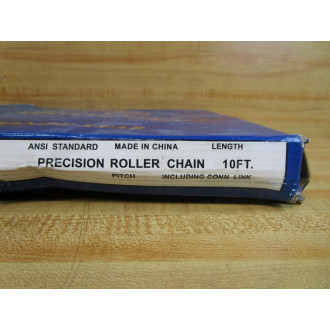 ANSI STANDARD MADE IN CHINA LENGTH
PRECISION ROLLER CHAIN 10FT.
PITCH INCLUDING CONN. LINK